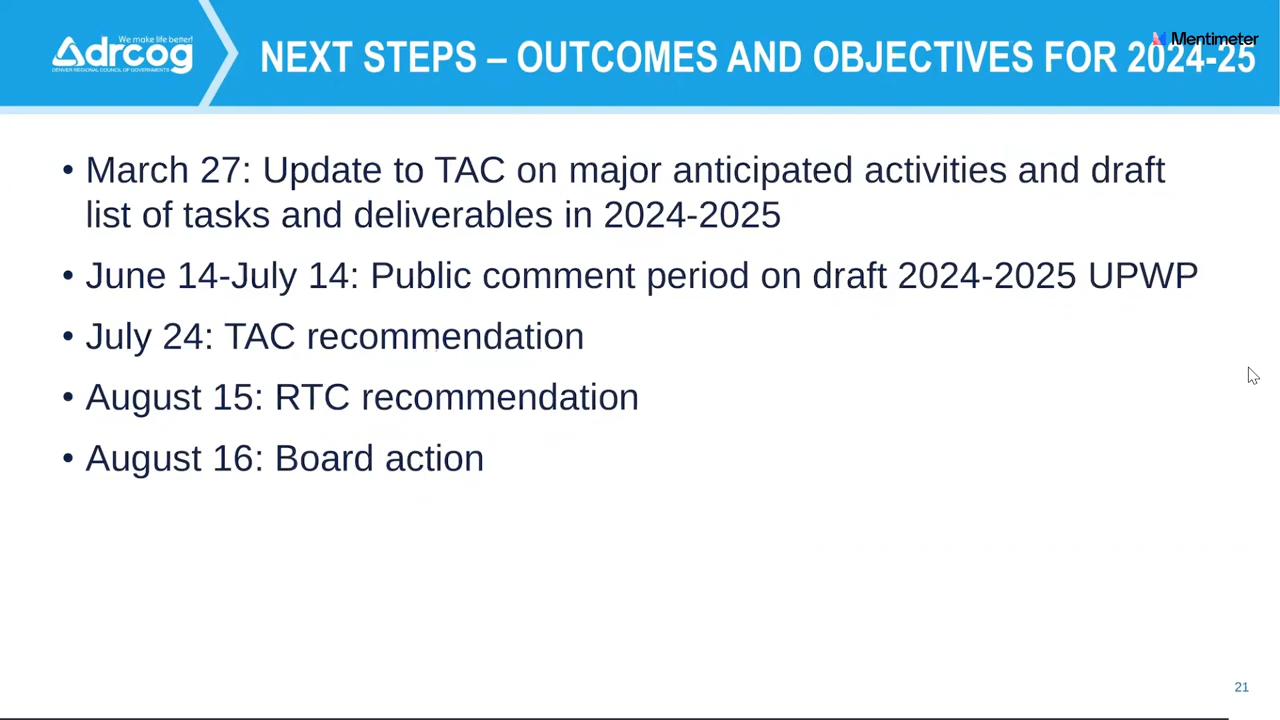 We make life better!
drcog
DENVER REGIONAL COUNCIL OF GOVERNMENTS
NEXT STEPS – OUTCOMES AND OBJECTIVES FOR 2024-25
Mentimeter
• March 27: Update to TAC on major anticipated activities and draft
list of tasks and deliverables in 2024-2025
• June 14-July 14: Public comment period on draft 2024-2025 UPWP
• July 24: TAC recommendation
• August 15: RTC recommendation
• August 16: Board action
21